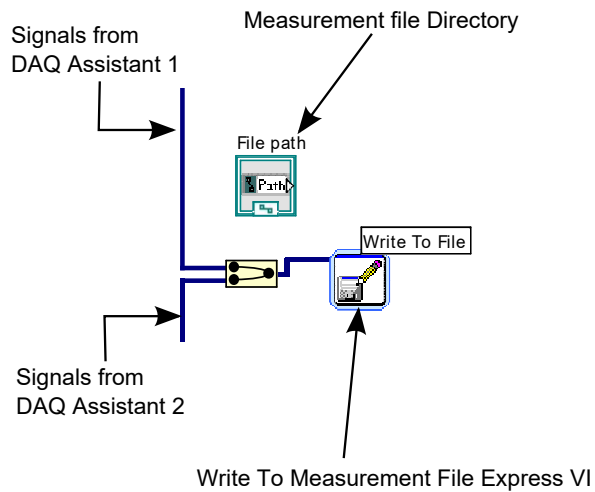 Measurement file Directory
Signals from
DAQ Assistant 1
File path
Path
Write To File
Signals from
DAQ Assistant 2
Write To Measurement File Express VI